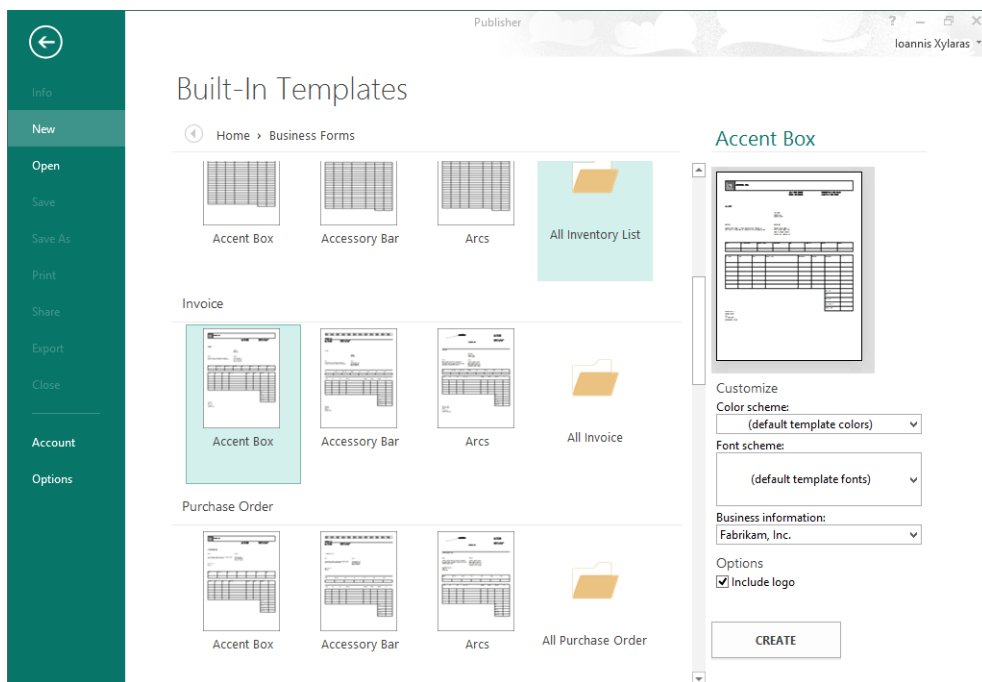 Publisher
?
Ioannis Xylaras
Info
New
Open
Save
Save As
Print
Share
Export
Close
Account
Options
Built-In Templates
Home › Business Forms
Accent Box
Accessory Bar
Arcs
All Inventory List
Invoice
Accent Box
Accessory Bar
Arcs
All Invoice
Purchase Order
Accent Box
Accessory Bar
Arcs
All Purchase Order
Accent Box
Customize
Color scheme:
(default template colors)
Font scheme:
(default template fonts)
Business information:
Fabrikam, Inc.
Options
Include logo
CREATE